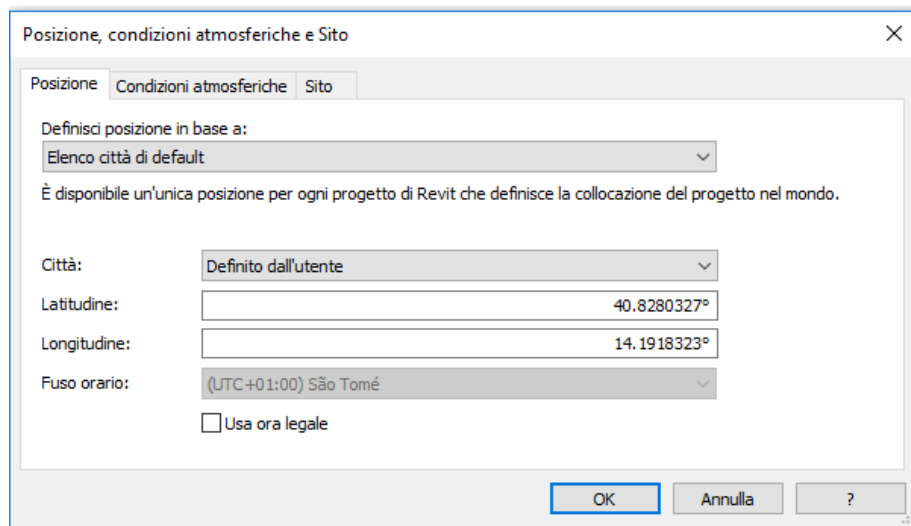 Posizione, condizioni atmosferiche e Sito
Posizione Condizioni atmosferiche Sito
Definisci posizione in base a:
Elenco città di default
È disponibile un'unica posizione per ogni progetto di Revit che definisce la collocazione del progetto nel mondo.
Città: Definito dall'utente
Latitudine: 40.8280327°
Longitudine: 14.1918323°
Fuso orario: (UTC+01:00) São Tomé
Usa ora legale
OK Annulla ?